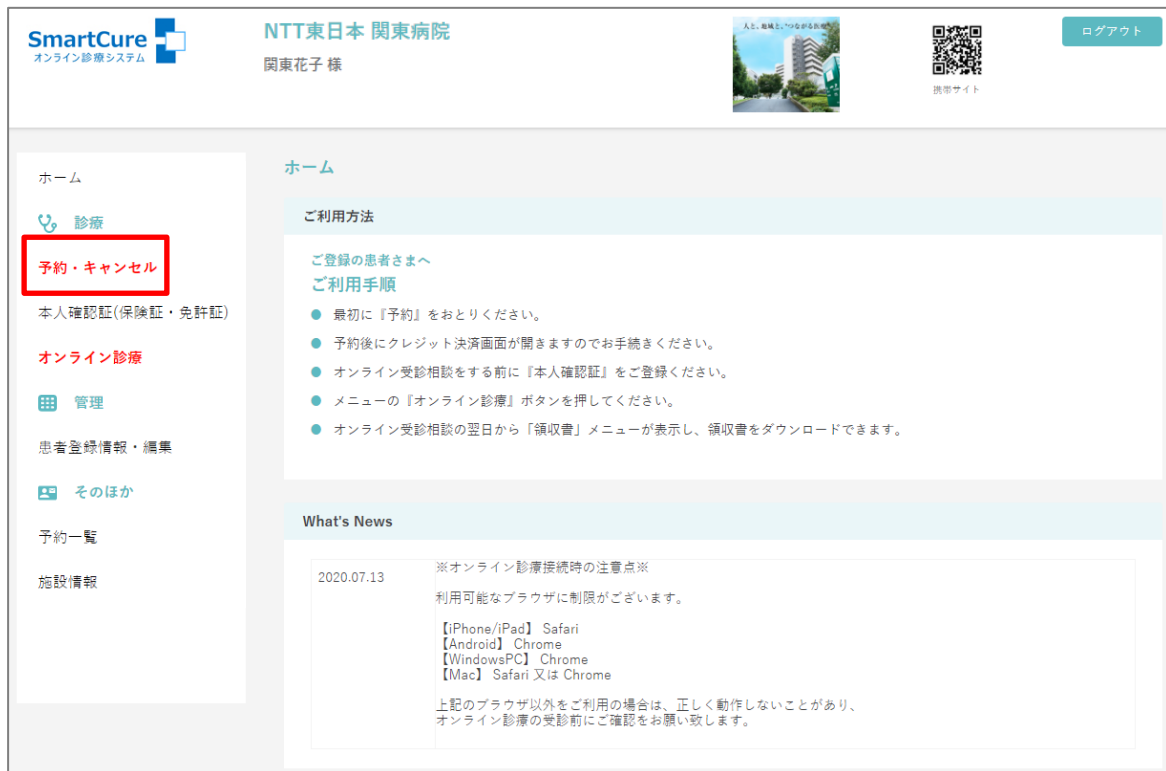 SmartCure
オンライン診療システム
NTT東日本 関東病院
関東花子 様
人と、地域と、"つながる医療"
携帯サイト
ログアウト
ホーム
診療
予約・キャンセル
本人確認証(保険証・免許証)
オンライン診療
管理
患者登録情報・編集
そのほか
予約一覧
施設情報
ホーム
ご利用方法
ご登録の患者さまへ
ご利用手順
● 最初に『予約』をおとりください。
● 予約後にクレジット決済画面が開きますのでお手続きください。
● オンライン受診相談をする前に『本人確認証』をご登録ください。
● メニューの『オンライン診療』ボタンを押してください。
● オンライン受診相談の翌日から「領収書」メニューが表示し、領収書をダウンロードできます。
What's News
2020.07.13
※オンライン診療接続時の注意点※
利用可能なブラウザに制限がございます。
【iPhone/iPad】 Safari
【Android】 Chrome
【WindowsPC】 Chrome
【Mac】 Safari 又は Chrome
上記のブラウザ以外をご利用の場合は、正しく動作しないことがあり、
オンライン診療の受診前にご確認をお願い致します。